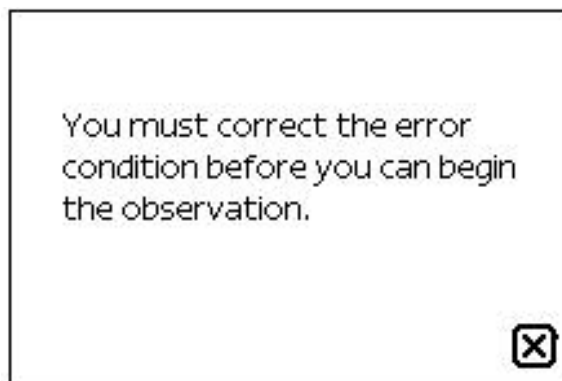 You must correct the error
condition before you can begin
the observation.